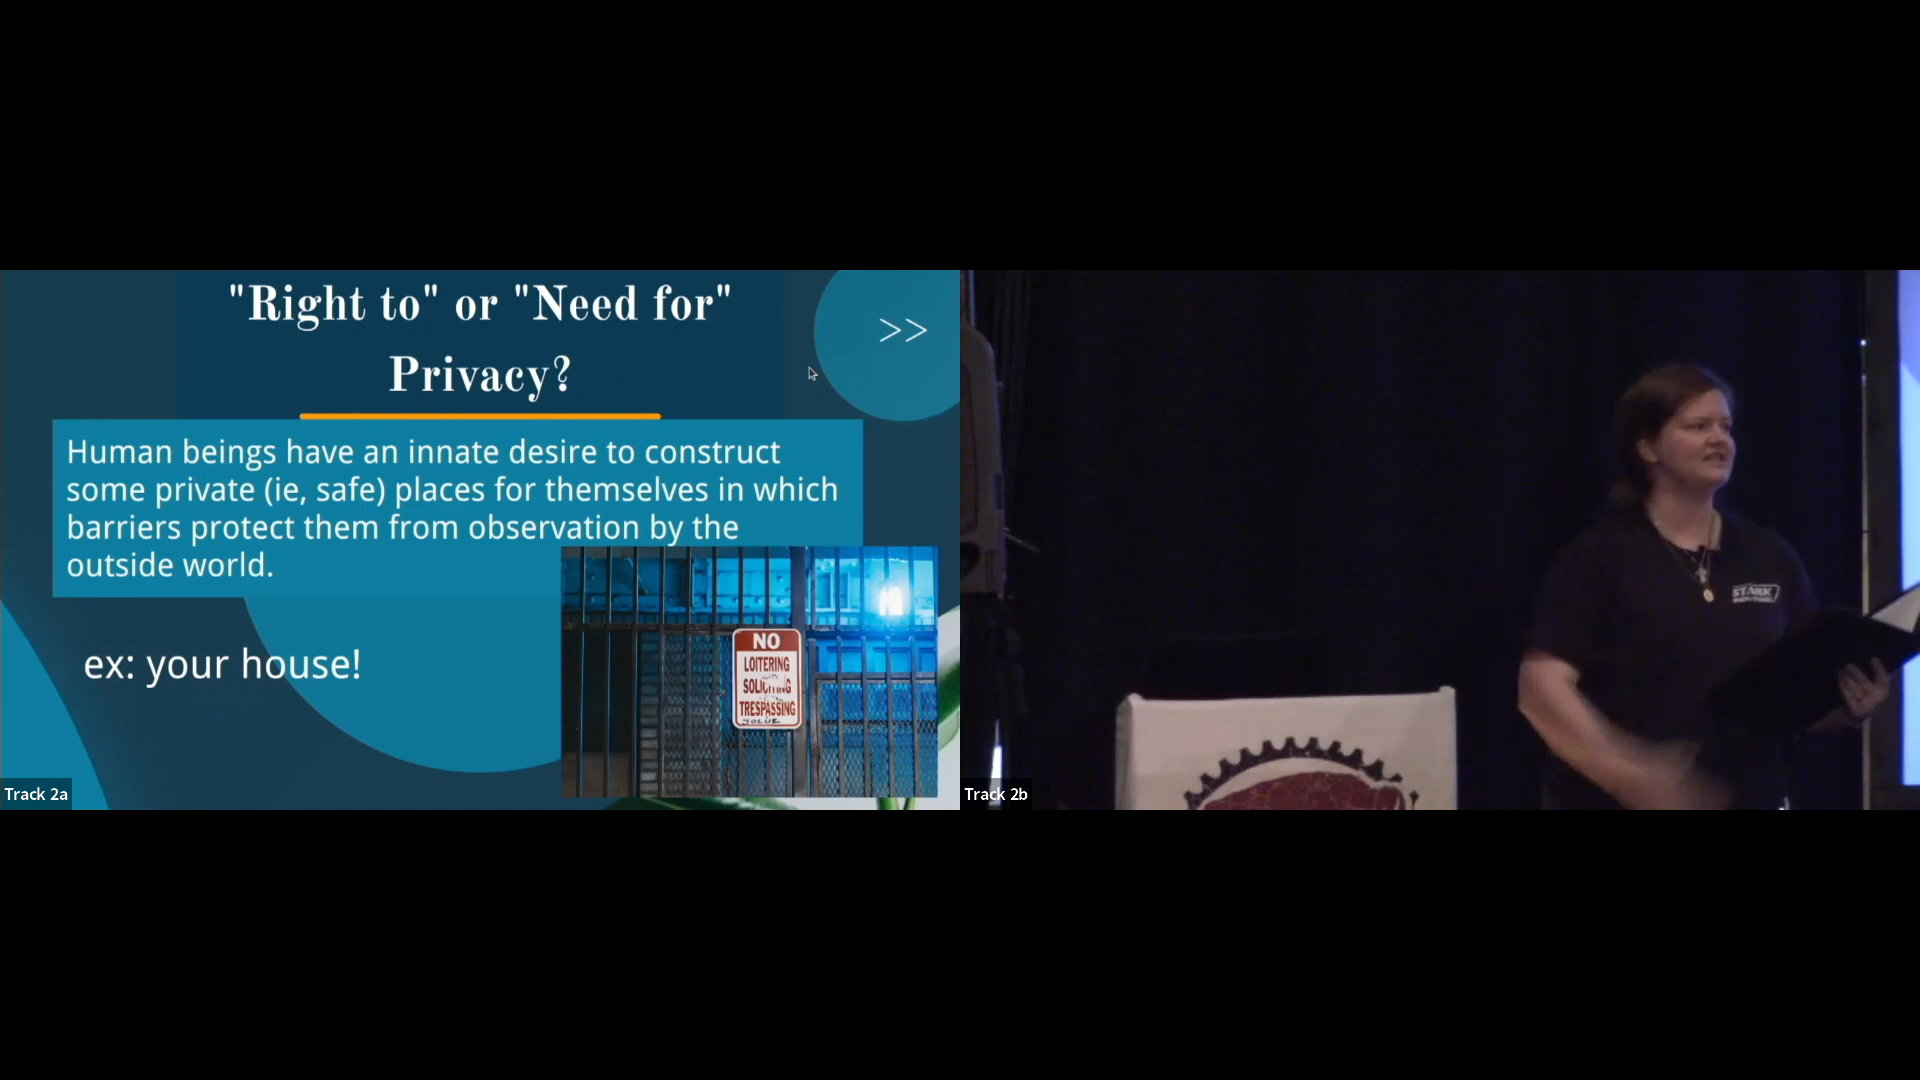 "Right to" or "Need for"
Privacy?
>>
Human beings have an innate desire to construct
some private (ie, safe) places for themselves in which
barriers protect them from observation by the
outside world.
ex: your house!
NO
LOITERING
SOLICITING
TRESPASSING
Track 2a
STARK
Track 2b